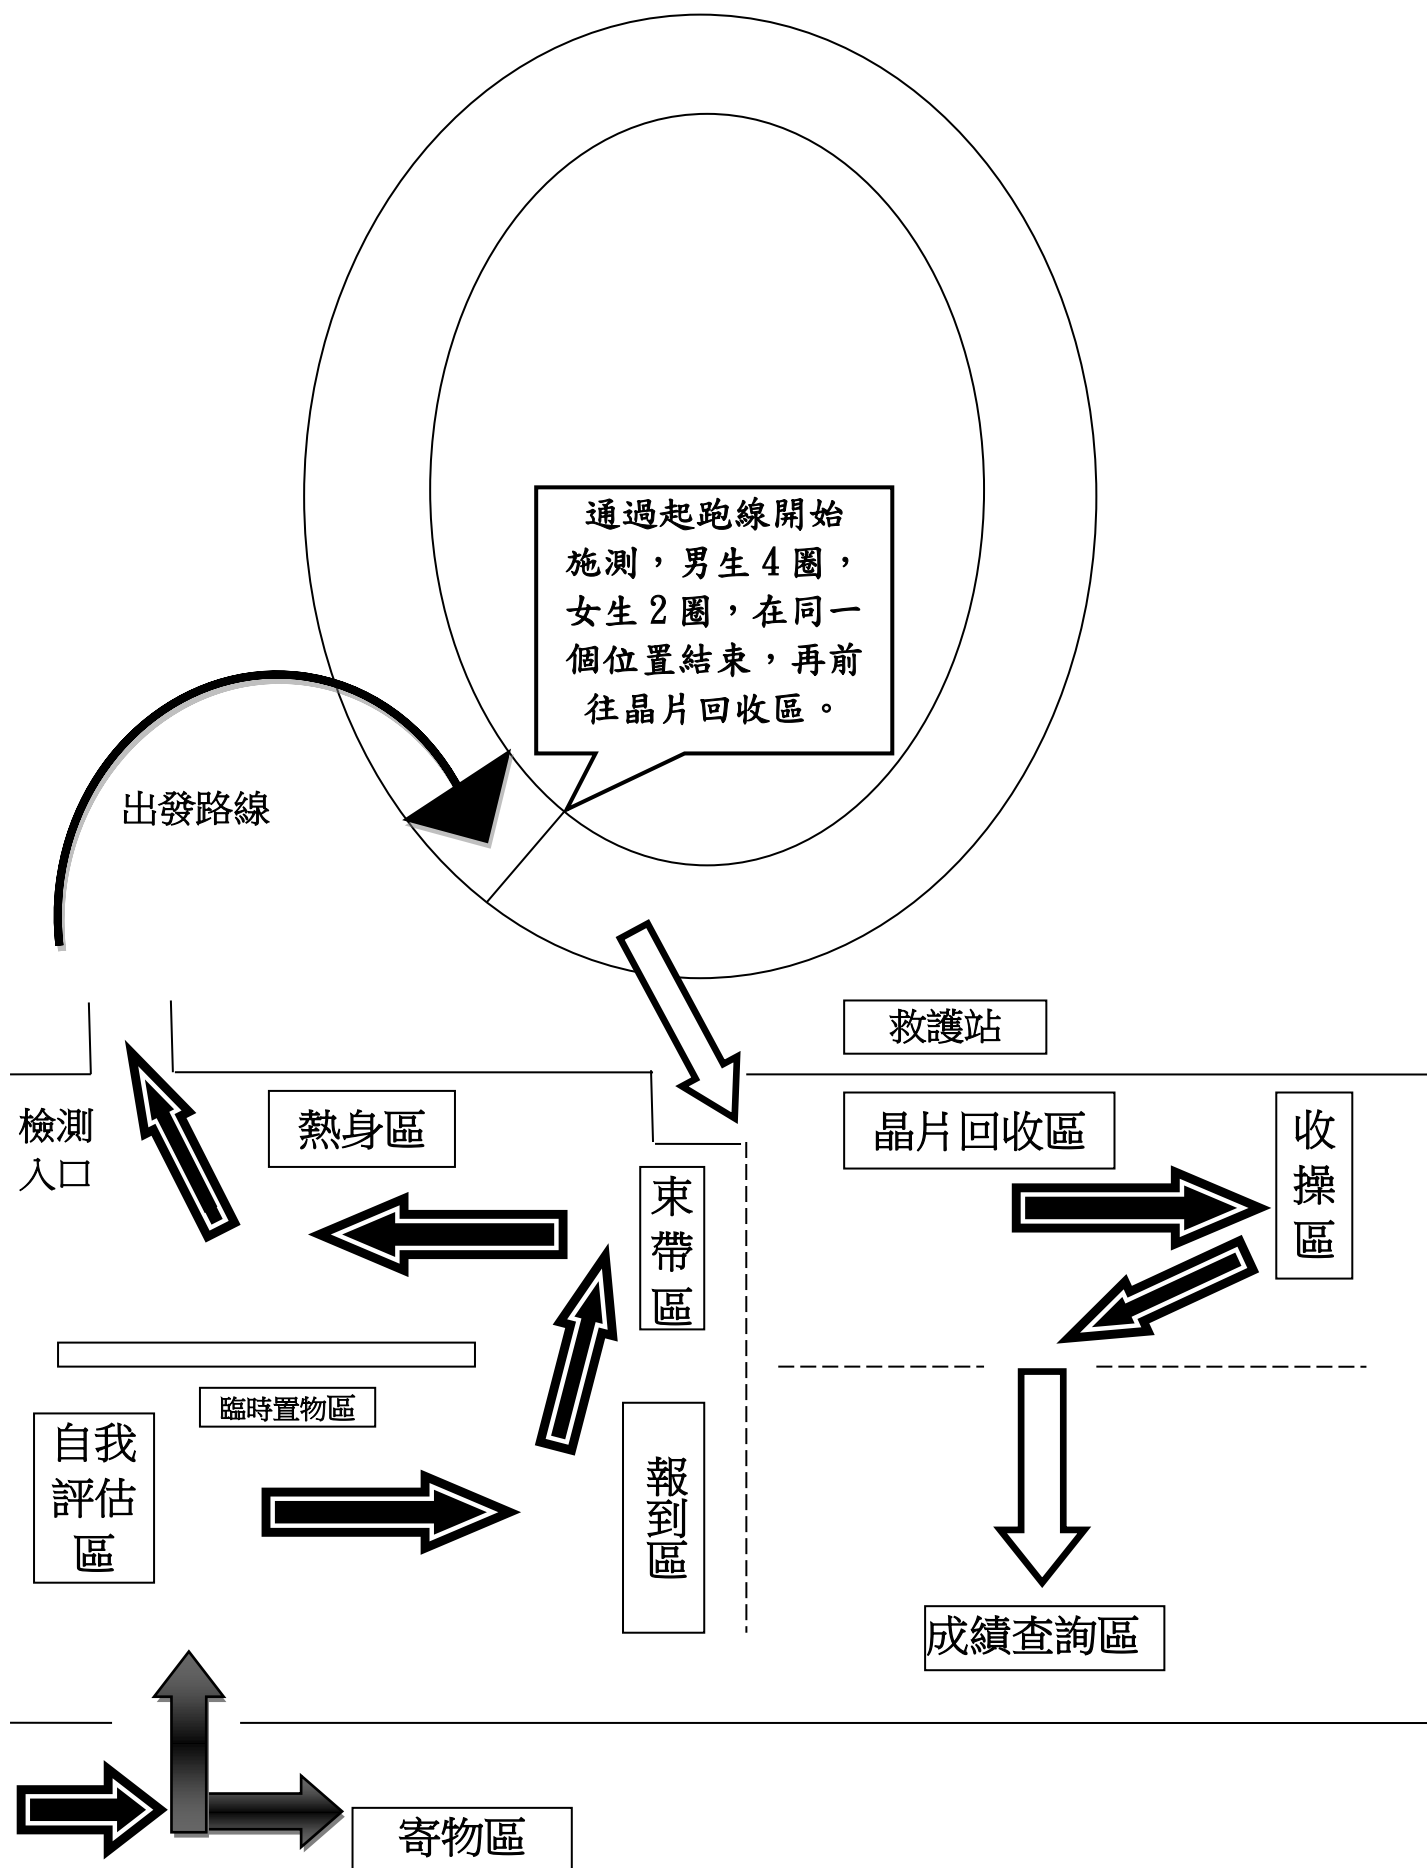 通過起跑線開始
施測，男生4圈，
女生2圈，在同一
個位置結束，再前
往晶片回收區。
出發路線
救護站
檢測
入口
熱身區
晶片回收區
收
操
區
束
帶
區
臨時置物區
自我
評估
區
報
到
區
成績查詢區
寄物區